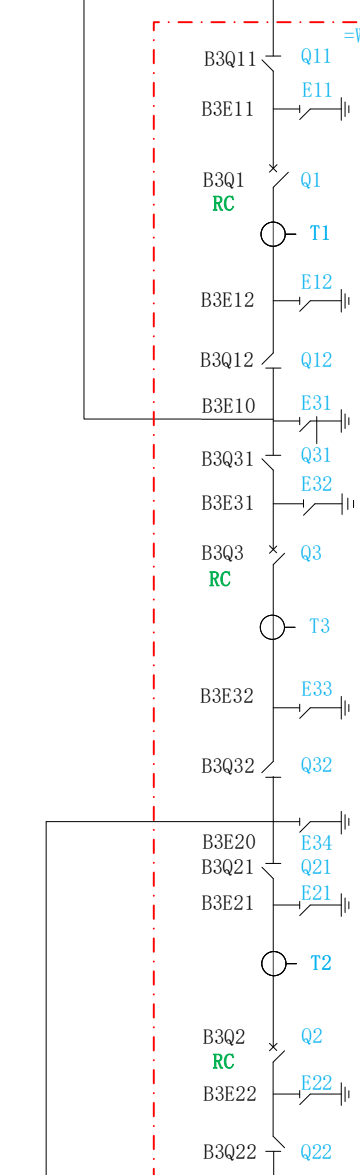 =W
B3Q11 Q11
E11
B3E11
B3Q1 Q1
RC
T1
E12
B3E12
B3Q12 Q12
B3E10 E31
B3Q31 Q31
E32
B3E31
B3Q3 Q3
RC
T3
E33
B3E32
B3Q32 Q32
B3E20 E34
B3Q21 Q21
B3E21 E21
T2
B3Q2 Q2
RC
B3E22 E22
B3Q22 Q22